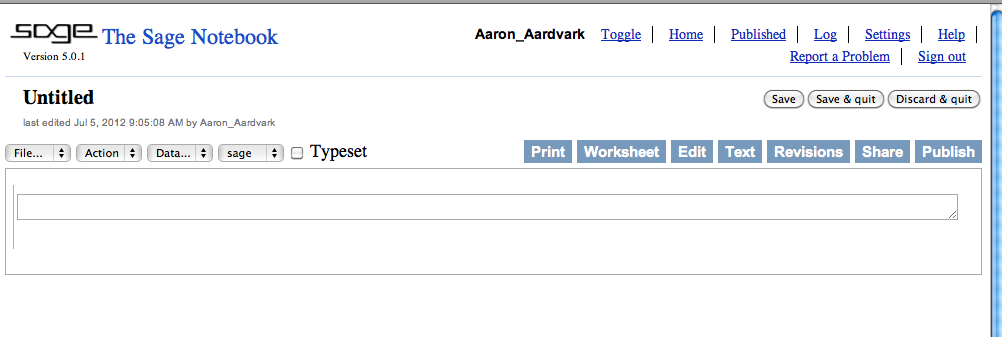 sage The Sage Notebook
Version 5.0.1
Aaron_Aardvark Toggle Home Published Log Settings Help
Report a Problem Sign out
Untitled
last edited Jul 5, 2012 9:05:08 AM by Aaron_Aardvark
Save Save & quit Discard & quit
File... Action Data... sage Typeset
Print Worksheet Edit Text Revisions Share Publish